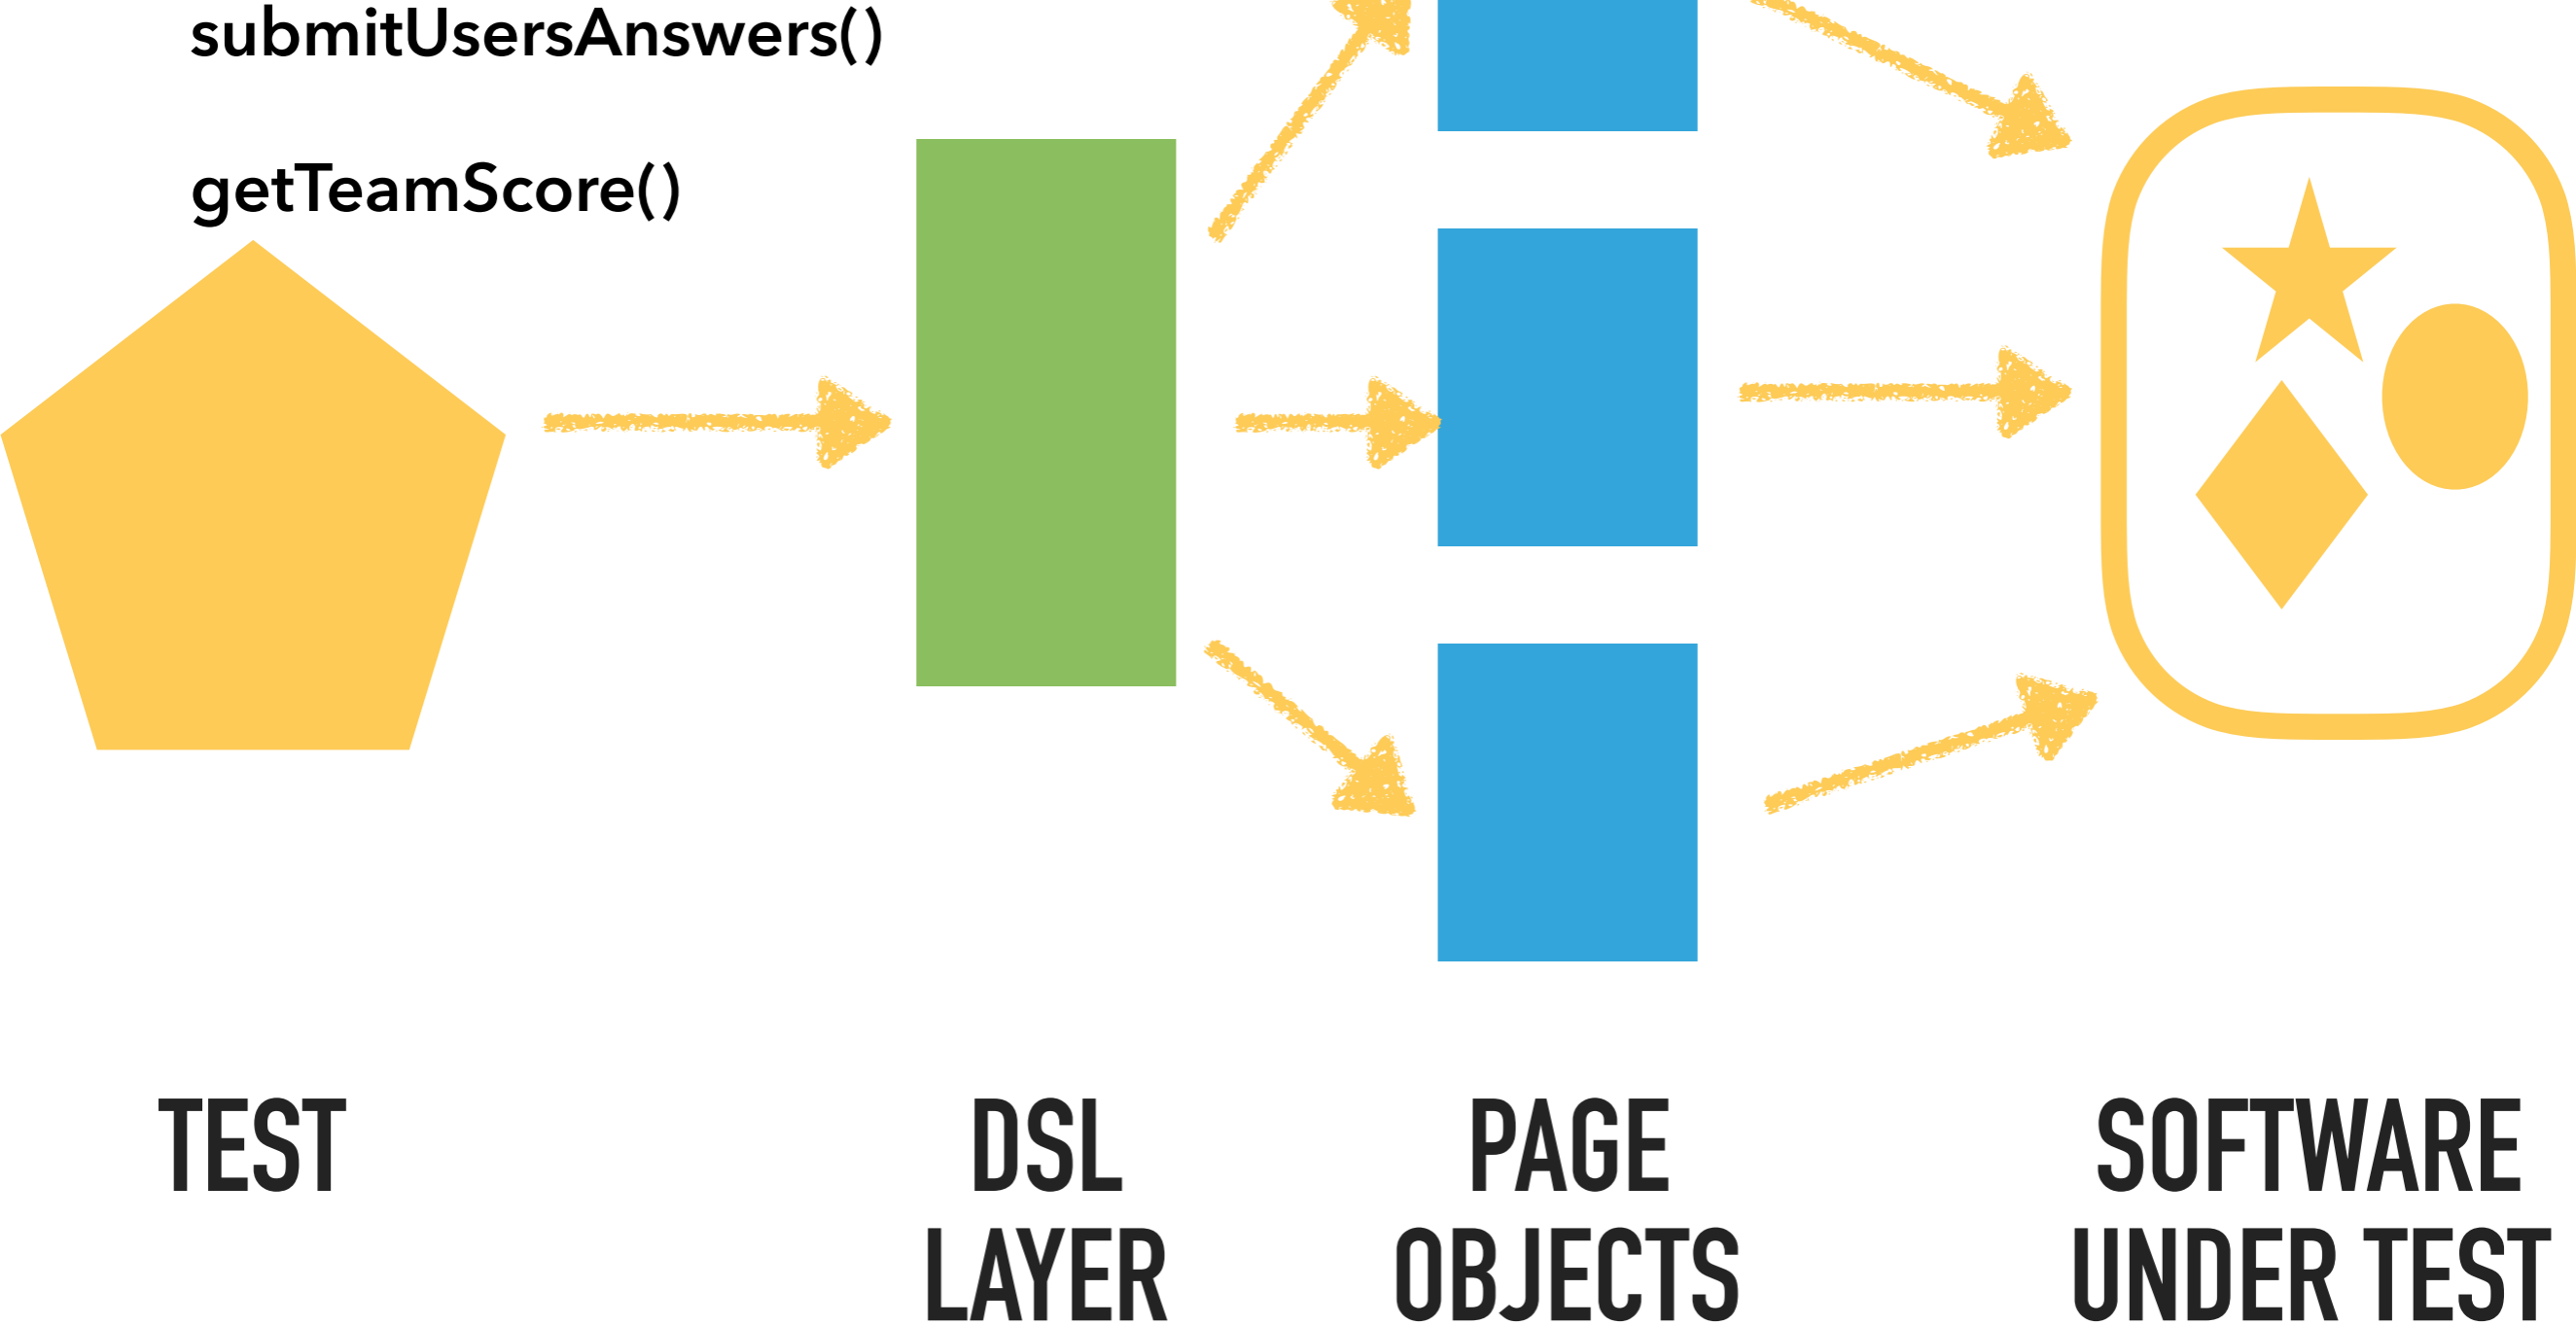 submitUsersAnswers()
getTeamScore()
TEST
DSL
LAYER
PAGE
OBJECTS
SOFTWARE
UNDER TEST